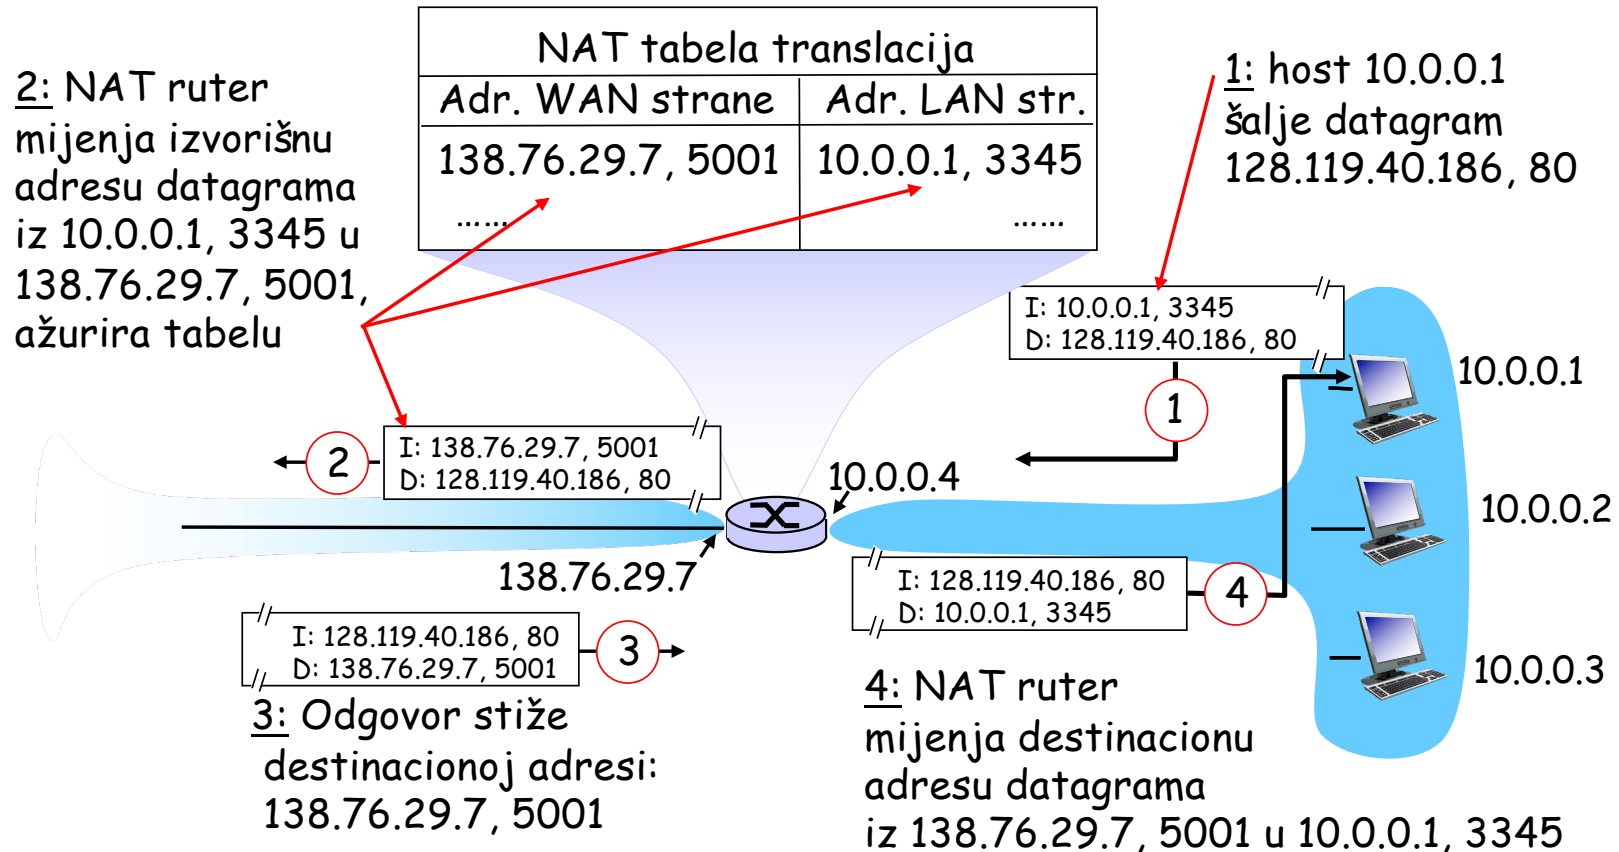 NAT tabela translacija
Adr. WAN strane Adr. LAN str.
138.76.29.7, 5001 10.0.0.1, 3345
...... ......
2: NAT ruter
mijenja izvorišnu
adresu datagrama
iz 10.0.0.1, 3345 u
138.76.29.7, 5001,
ažurira tabelu
1: host 10.0.0.1
šalje datagram
128.119.40.186, 80
I: 10.0.0.1, 3345
D: 128.119.40.186, 80
1
10.0.0.1
I: 138.76.29.7, 5001
D: 128.119.40.186, 80
2
10.0.0.4
10.0.0.2
138.76.29.7
I: 128.119.40.186, 80
D: 10.0.0.1, 3345
4
I: 128.119.40.186, 80
D: 138.76.29.7, 5001
3
10.0.0.3
3: Odgovor stiže
destinacionoj adresi:
138.76.29.7, 5001
4: NAT ruter
mijenja destinacionu
adresu datagrama
iz 138.76.29.7, 5001 u 10.0.0.1, 3345